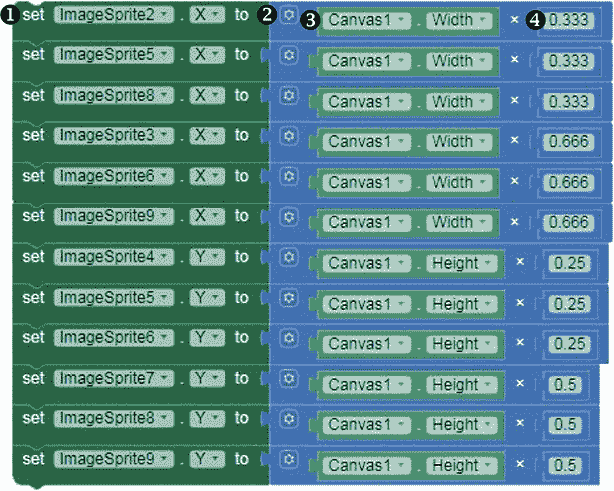 ❶ set ImageSprite2 . X to ❷ ❸ Canvas1 . Width × ❹ 0.333
set ImageSprite5 . X to Canvas1 . Width × 0.333
set ImageSprite8 . X to Canvas1 . Width × 0.333
set ImageSprite3 . X to Canvas1 . Width × 0.666
set ImageSprite6 . X to Canvas1 . Width × 0.666
set ImageSprite9 . X to Canvas1 . Width × 0.666
set ImageSprite4 . Y to Canvas1 . Height × 0.25
set ImageSprite5 . Y to Canvas1 . Height × 0.25
set ImageSprite6 . Y to Canvas1 . Height × 0.25
set ImageSprite7 . Y to Canvas1 . Height × 0.5
set ImageSprite8 . Y to Canvas1 . Height × 0.5
set ImageSprite9 . Y to Canvas1 . Height × 0.5